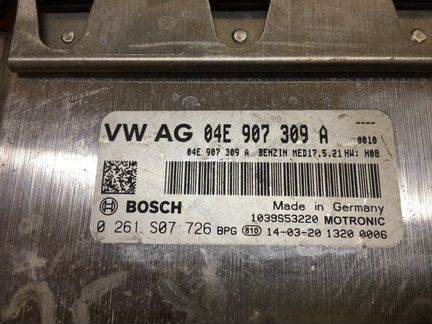 VW AG 04E 907 309 A ----
0010
04E 907 309 A BENZIN MED17.5.21 HW: H08
BOSCH
Made in Germany
1039S53220 MOTRONIC
0 261 S07 726 BPG 810 14-03-20 1320 0006